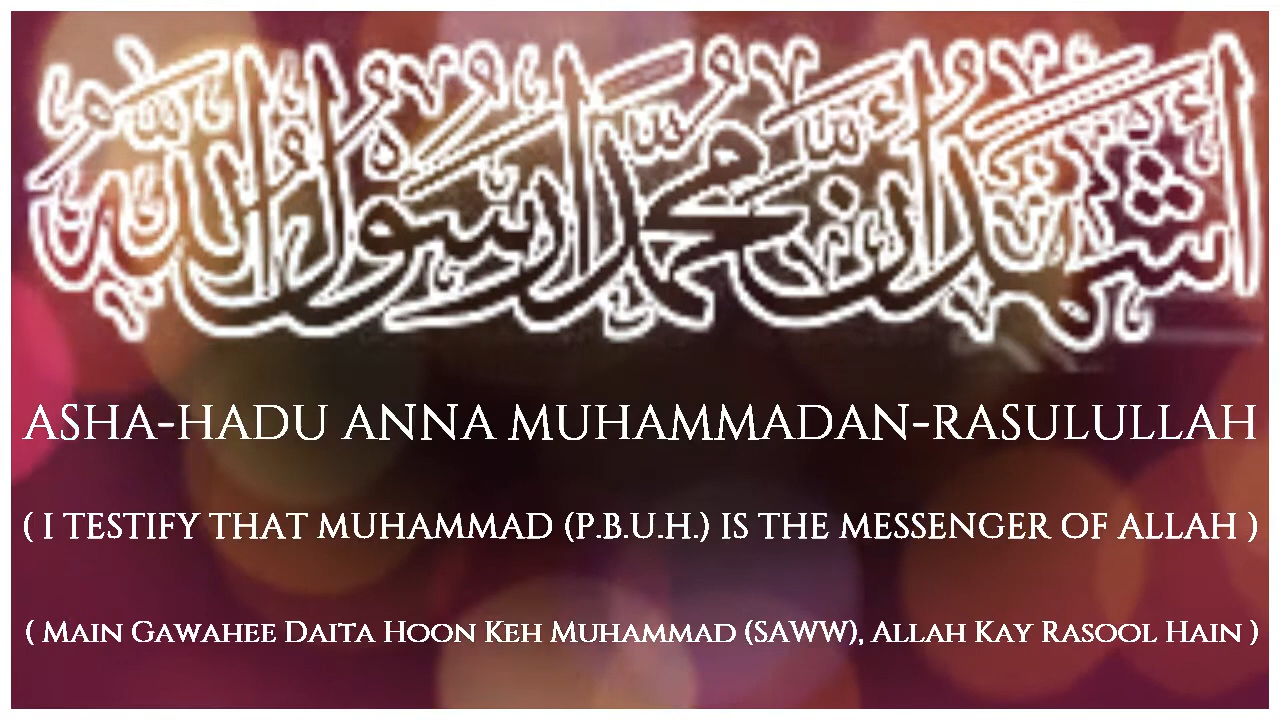 أشهد أن محمدا رسول الله
ASHA-HADU ANNA MUHAMMADAN-RASULULLAH
( I TESTIFY THAT MUHAMMAD (P.B.U.H.) IS THE MESSENGER OF ALLAH )
( MAIN GAWAHEE DAITA HOON KEH MUHAMMAD (SAWW), ALLAH KAY RASOOL HAIN )